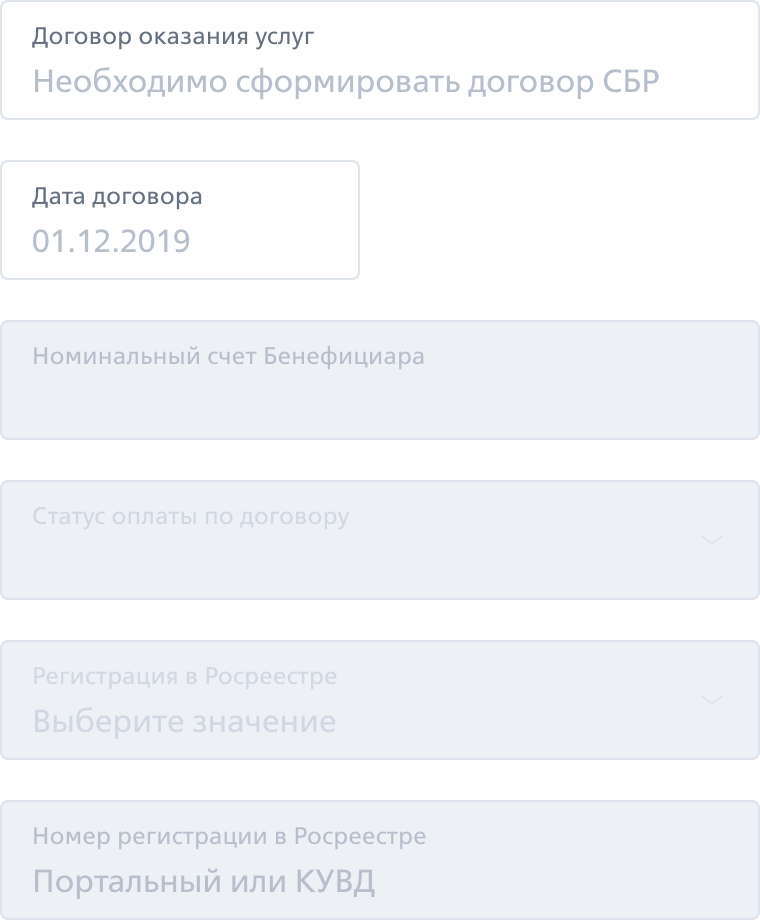 Договор оказания услуг
Необходимо сформировать договор СБР
Дата договора
01.12.2019
Номинальный счет Бенефициара
Статус оплаты по договору
Регистрация в Росреестре
Выберите значение
Номер регистрации в Росреестре
Портальный или КУВД